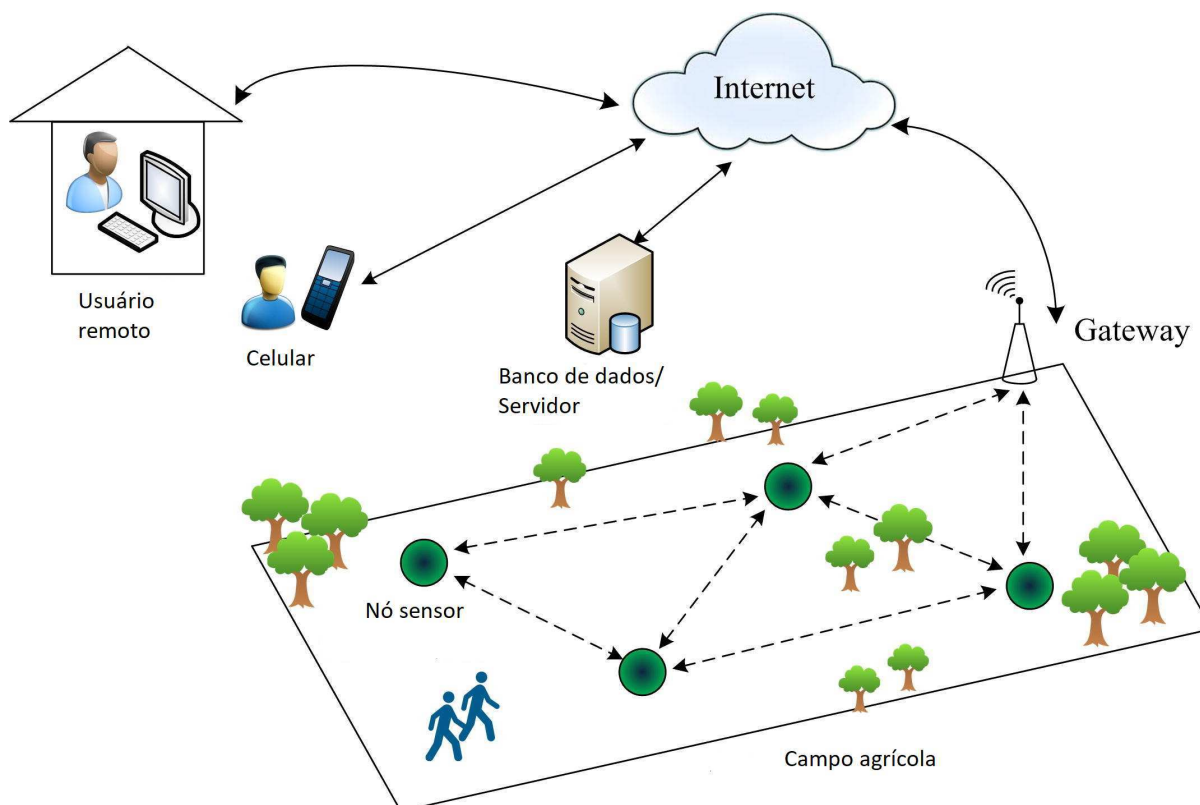 Internet
Usuário
remoto
Celular
Banco de dados/
Servidor
Gateway
Nó sensor
Campo agrícola